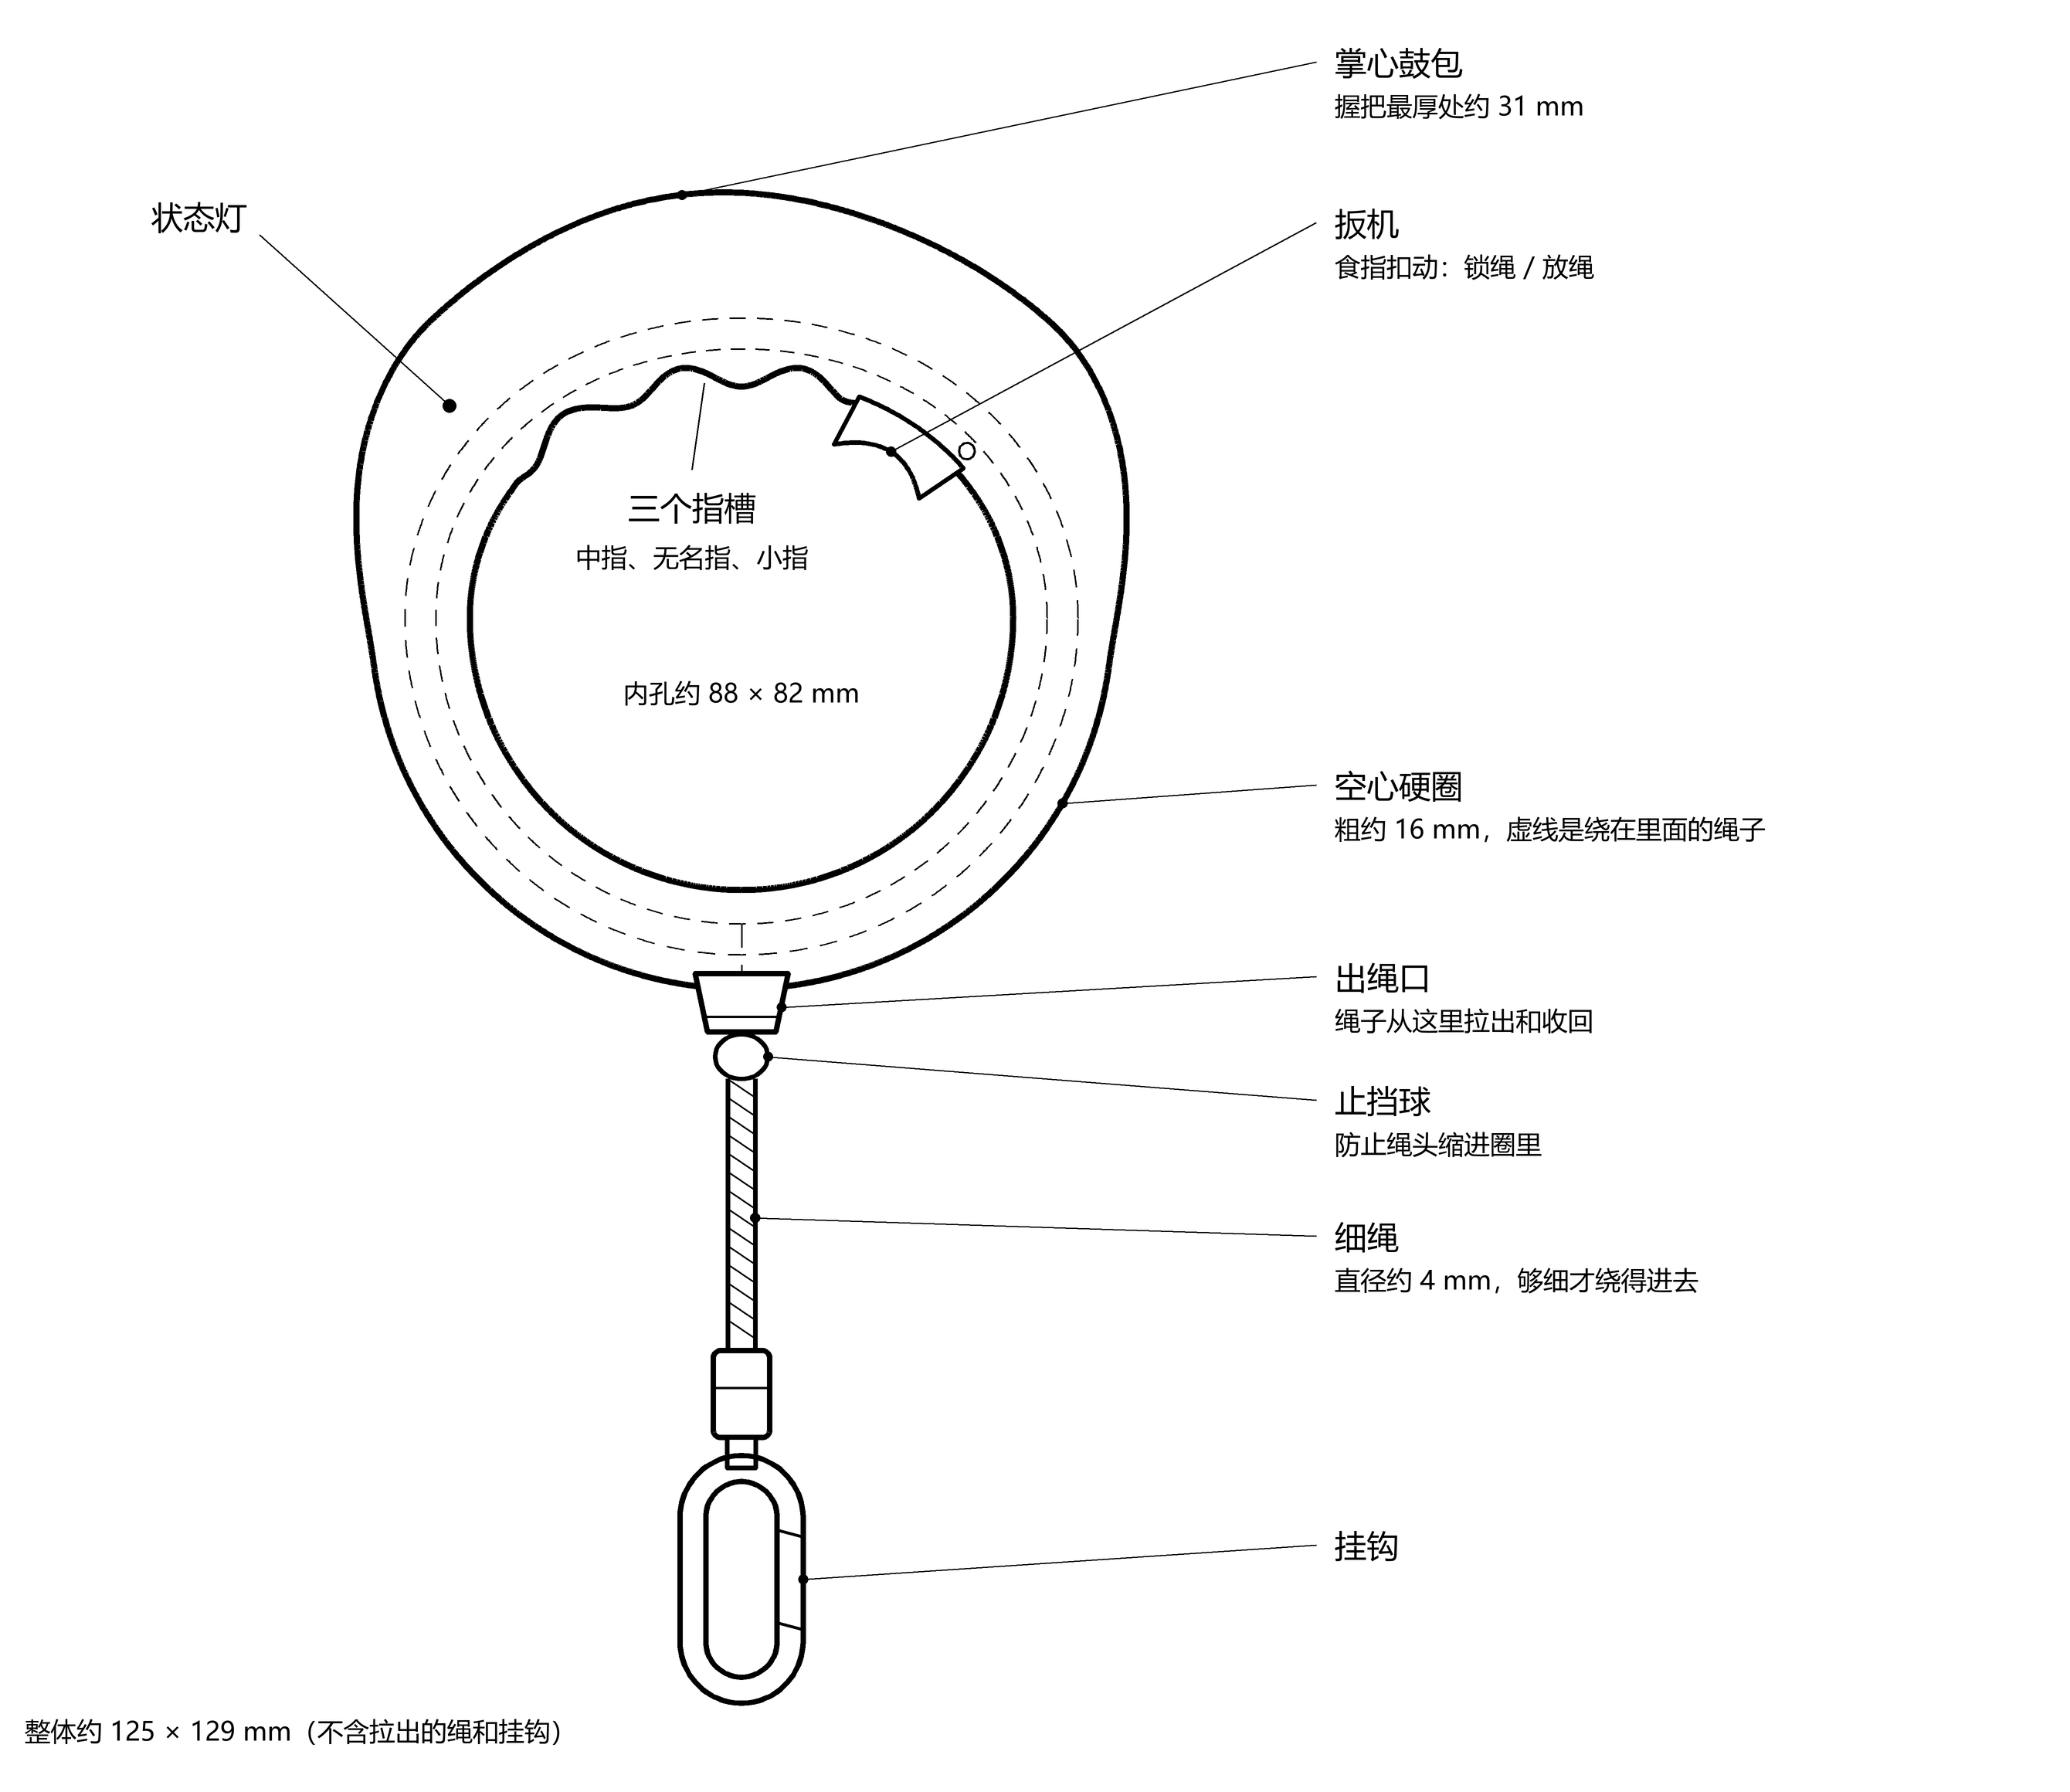 掌心鼓包
握把最厚处约 31 mm
状态灯
扳机
食指扣动：锁绳 / 放绳
三个指槽
中指、无名指、小指
内孔约 88 × 82 mm
空心硬圈
粗约 16 mm，虚线是绕在里面的绳子
出绳口
绳子从这里拉出和收回
止挡球
防止绳头缩进圈里
细绳
直径约 4 mm，够细才绕得进去
挂钩
整体约 125 × 129 mm（不含拉出的绳和挂钩）